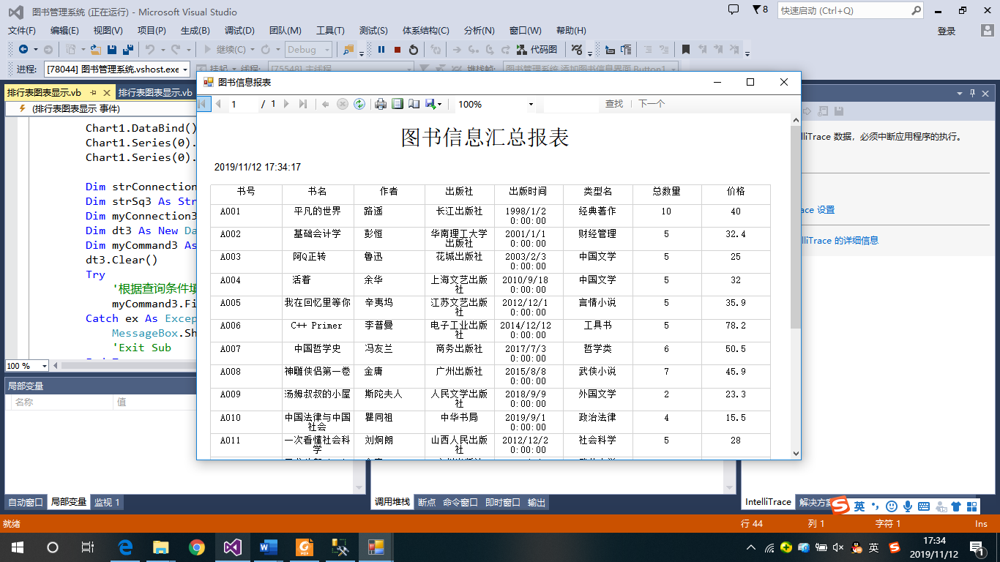 图书管理系统 (正在运行) - Microsoft Visual Studio
8
快速启动 (Ctrl+Q)
文件(F) 编辑(E) 视图(V) 项目(P) 生成(B) 调试(D) 团队(M) 工具(T) 测试(S) 体系结构(C) 分析(N) 窗口(W) 帮助(H)
登录
继续(C) Debug 代码图
进程: [78044] 图书管理系统.vshost.exe 挂起 线程: [75548] 主线程 堆栈帧: 图书管理系统.添加图书信息界面.Button1
排行表图表显示.vb 排行表图表显示.vb
(排行表图表显示 事件)
Chart1.DataBind()
Chart1.Series(0).
Chart1.Series(0).
Dim strConnection
Dim strSq3 As Str
Dim myConnection3
Dim dt3 As New Da
Dim myCommand3 As
dt3.Clear()
Try
'根据查询条件填
myCommand3.Fi
Catch ex As Excep
MessageBox.Sh
'Exit Sub
100 %
局部变量
名称 值
自动窗口 局部变量 监视 1
图书信息报表
1 / 1 100% 查找 下一个
图书信息汇总报表
2019/11/12 17:34:17
书号 书名 作者 出版社 出版时间 类型名 总数量 价格
A001 平凡的世界 路遥 长江出版社 1998/1/2 0:00:00 经典著作 10 40
A002 基础会计学 彭恒 华南理工大学出版社 2001/1/1 0:00:00 财经管理 5 32.4
A003 阿Q正转 鲁迅 花城出版社 2003/2/3 0:00:00 中国文学 5 25
A004 活着 余华 上海文艺出版社 2010/9/18 0:00:00 中国文学 5 32
A005 我在回忆里等你 辛夷坞 江苏文艺出版社 2012/12/1 0:00:00 言情小说 5 35.9
A006 C++ Primer 李普曼 电子工业出版社 2014/12/12 0:00:00 工具书 5 78.2
A007 中国哲学史 冯友兰 商务出版社 2017/7/3 0:00:00 哲学类 6 50.5
A008 神雕侠侣第一卷 金庸 广州出版社 2015/8/8 0:00:00 武侠小说 7 45.9
A009 汤姆叔叔的小屋 斯陀夫人 人民文学出版社 2018/9/9 0:00:00 外国文学 2 23.3
A010 中国法律与中国社会 瞿同祖 中华书局 2019/9/1 0:00:00 政治法律 4 15.5
A011 一次看懂社会科学 刘炯朗 山西人民出版社 2012/12/2 0:00:00 社会科学 5 28
lliTrace 数据，必须中断应用程序的执行。
ace 设置
lliTrace 的详细信息
调用堆栈 断点 命令窗口 即时窗口 输出
IntelliTrace 解决方案
英
就绪 行 44 列 1 字符 1 Ins
英
17:34
2019/11/12
1